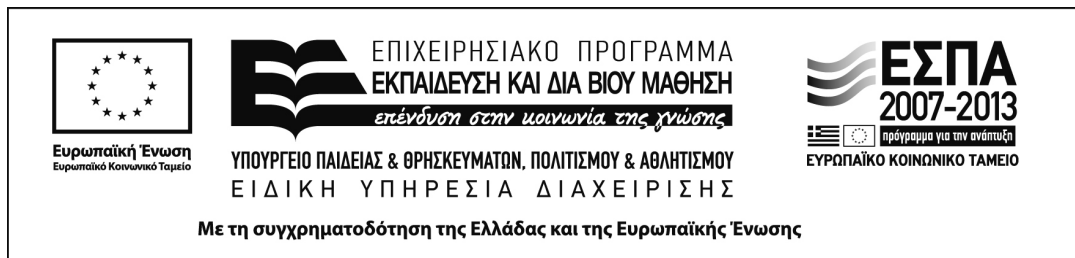 Ευρωπαϊκή Ένωση
Ευρωπαϊκό Κοινωνικό Ταμείο
ΕΠΙΧΕΙΡΗΣΙΑΚΟ ΠΡΟΓΡΑΜΜΑ
ΕΚΠΑΙΔΕΥΣΗ ΚΑΙ ΔΙΑ ΒΙΟΥ ΜΑΘΗΣΗ
επένδυση στην κοινωνία της γνώσης
ΥΠΟΥΡΓΕΙΟ ΠΑΙΔΕΙΑΣ & ΘΡΗΣΚΕΥΜΑΤΩΝ, ΠΟΛΙΤΙΣΜΟΥ & ΑΘΛΗΤΙΣΜΟΥ
ΕΙΔΙΚΗ ΥΠΗΡΕΣΙΑ ΔΙΑΧΕΙΡΙΣΗΣ
ΕΣΠΑ
2007-2013
πρόγραμμα για την ανάπτυξη
ΕΥΡΩΠΑΪΚΟ ΚΟΙΝΩΝΙΚΟ ΤΑΜΕΙΟ
Με τη συγχρηματοδότηση της Ελλάδας και της Ευρωπαϊκής Ένωσης